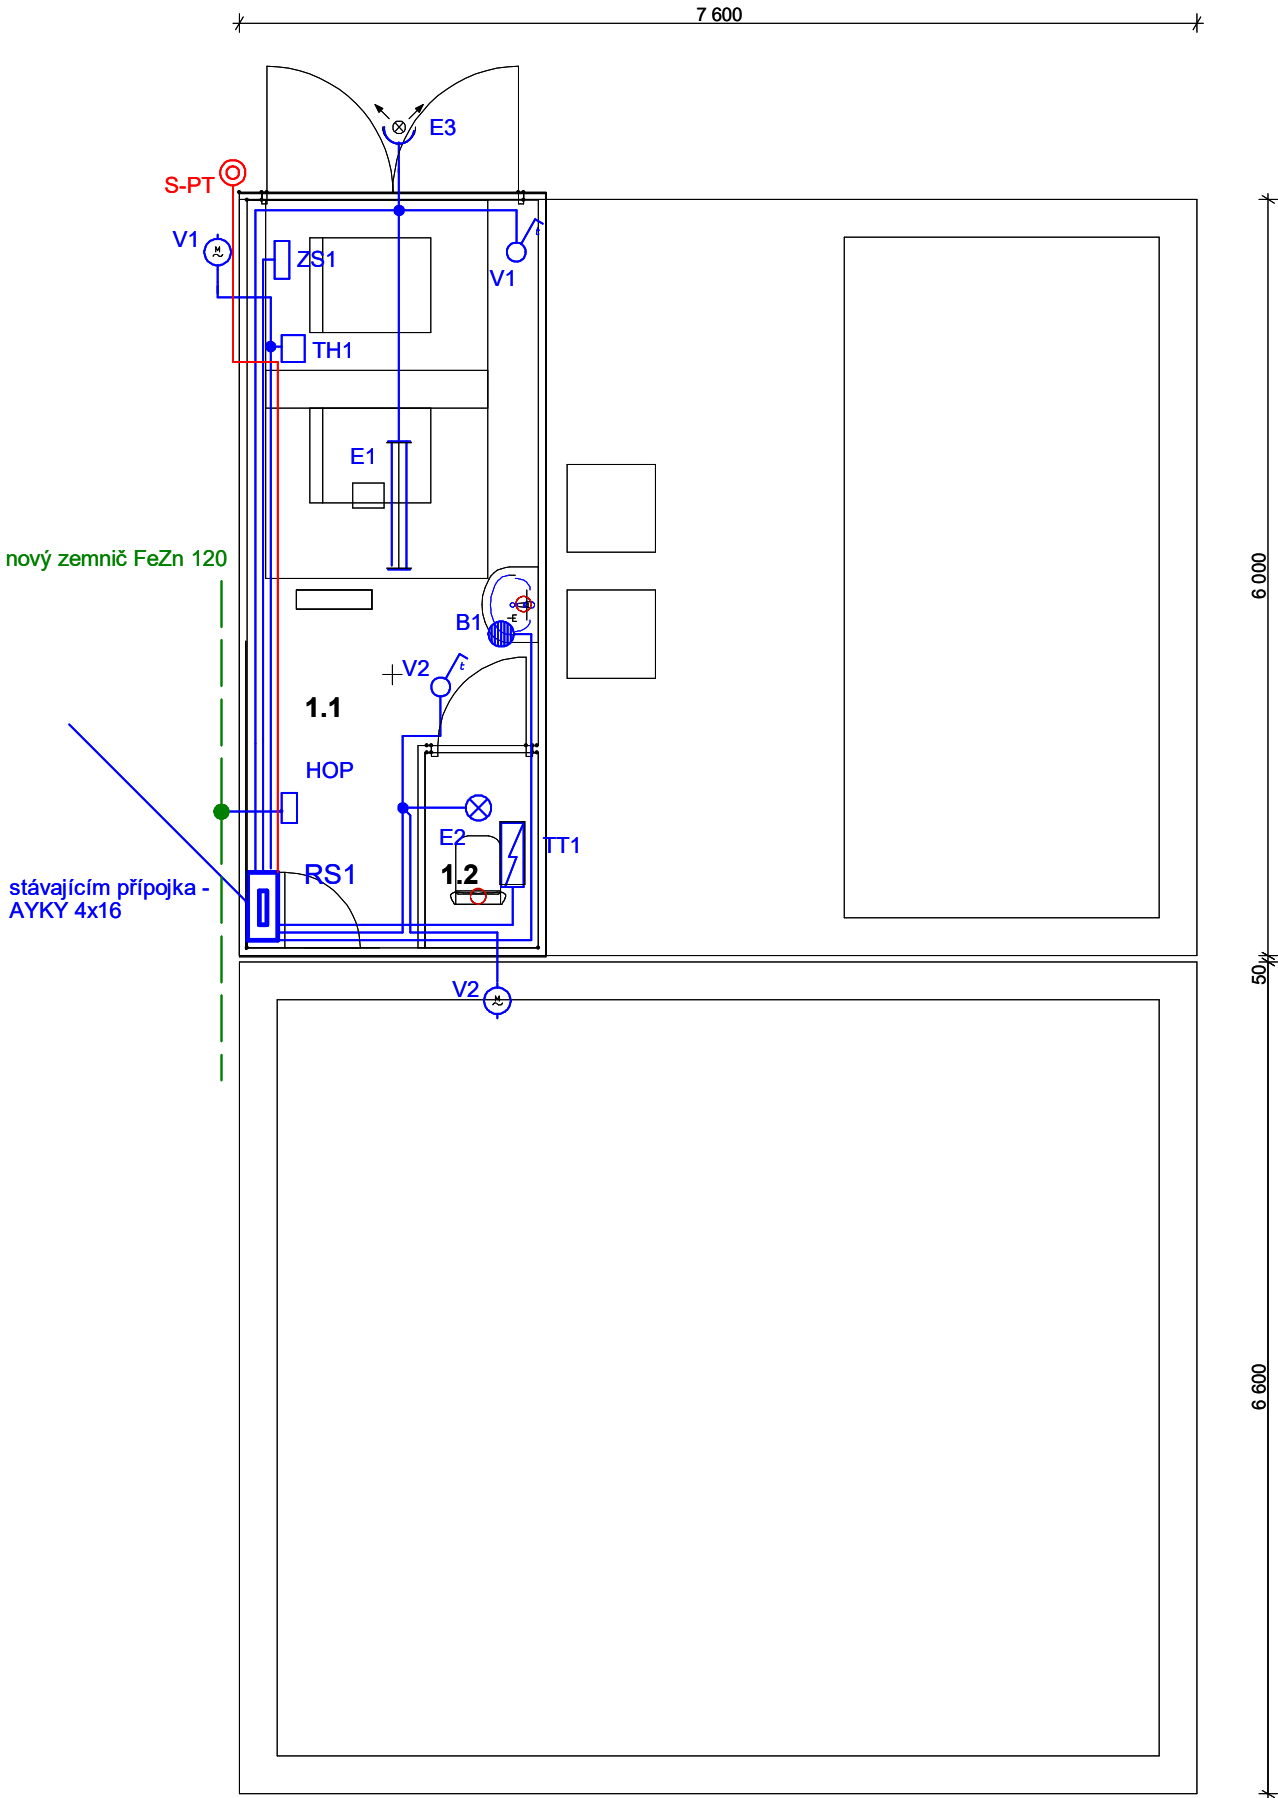 7 600
E3
S-PT
V1
ZS1
V1
TH1
E1
nový zemnič FeZn 120
6 000
B1
V2
1.1
HOP
E2
TT1
RS1
1.2
stávajícím přípojka -
AYKY 4x16
50
V2
6 600